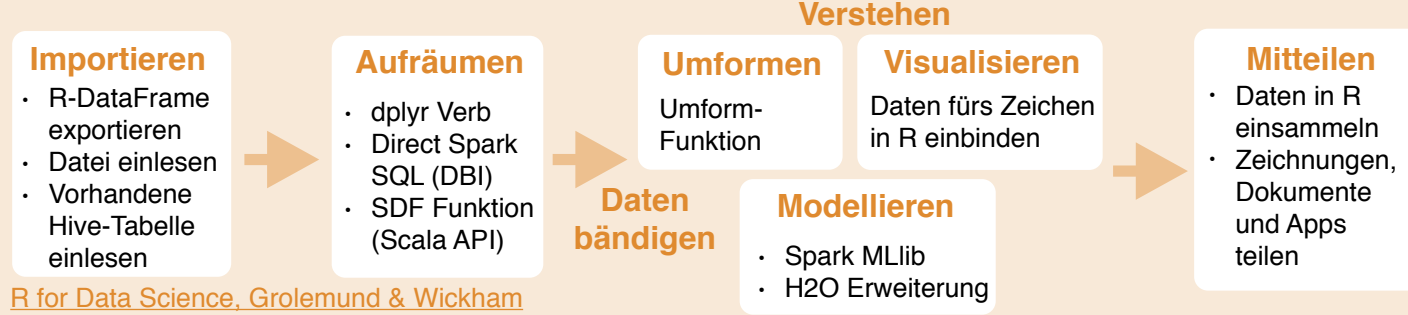 Verstehen
Importieren
· R-DataFrame
exportieren
· Datei einlesen
· Vorhandene
Hive-Tabelle
einlesen
Aufräumen
· dplyr Verb
· Direct Spark
SQL (DBI)
· SDF Funktion
(Scala API)
Daten
bändigen
Umformen
Umform-
Funktion
Visualisieren
Daten fürs Zeichen
in R einbinden
Modellieren
· Spark MLlib
· H2O Erweiterung
Mitteilen
· Daten in R
einsammeln
· Zeichnungen,
Dokumente
und Apps
teilen
R for Data Science, Grolemund & Wickham